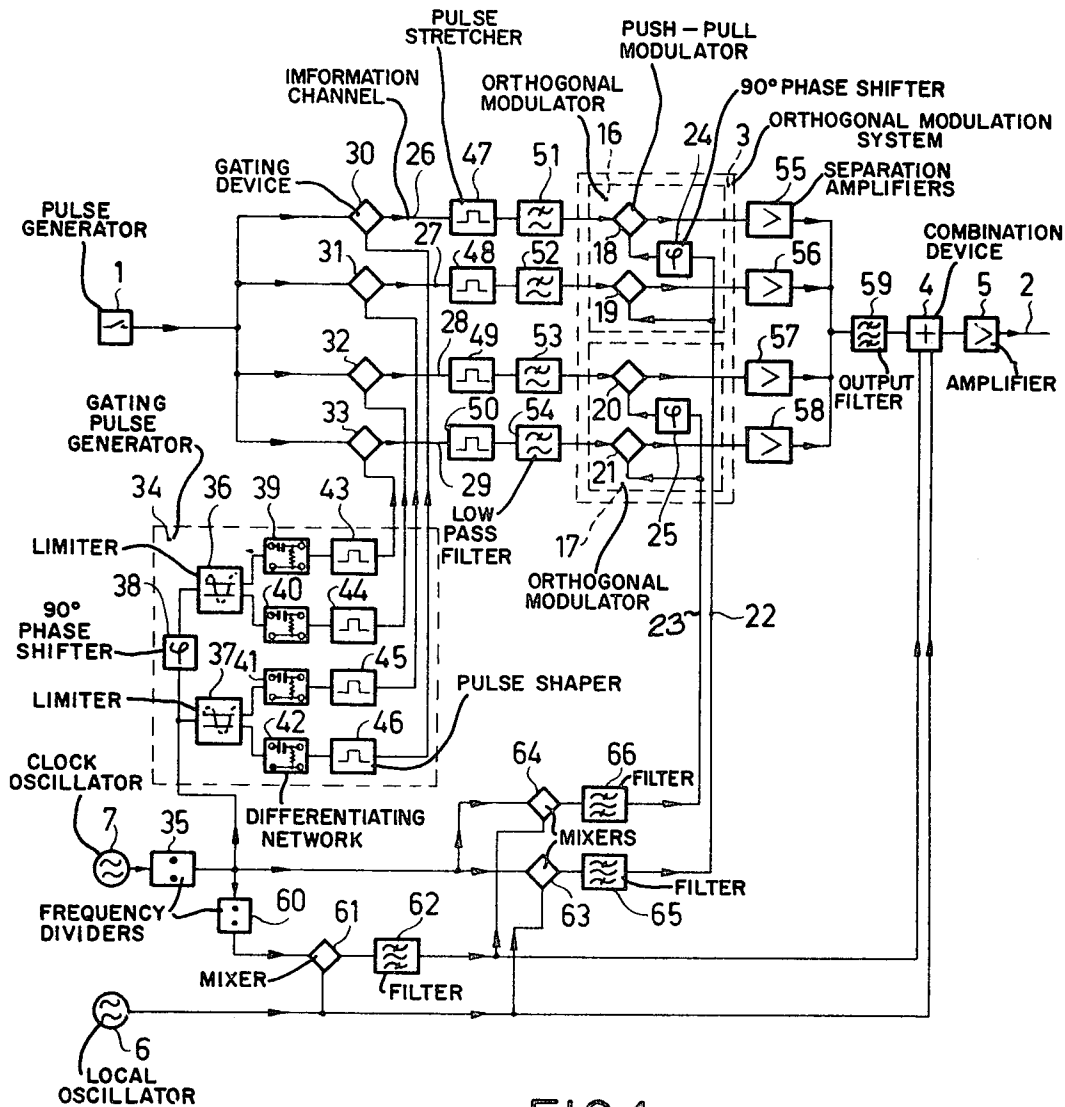 PULSE
STRETCHER
PUSH-PULL
MODULATOR
IMFORMATION
CHANNEL
ORTHOGONAL
MODULATOR
90° PHASE SHIFTER
ORTHOGONAL MODULATION
SYSTEM
GATING
DEVICE
30
26
47
51
16
24
3
55
SEPARATION
AMPLIFIERS
PULSE
GENERATOR
1
COMBINATION
DEVICE
φ
18
31
27
48
52
56
59
4
5
2
19
28
49
53
57
32
20
OUTPUT
FILTER
AMPLIFIER
GATING
PULSE
GENERATOR
33
50
54
φ
58
21
29
25
34
36
39
43
LOW
PASS
FILTER
17
LIMITER
ORTHOGONAL
MODULATOR
38
90°
PHASE
SHIFTER
φ
40
44
23
22
37
41
45
LIMITER
PULSE SHAPER
42
46
CLOCK
OSCILLATOR
64
66
FILTER
7
35
DIFFERENTIATING
NETWORK
MIXERS
FREQUENCY
DIVIDERS
60
61
62
63
65
FILTER
MIXER
FILTER
6
LOCAL
OSCILLATOR
FIG.1